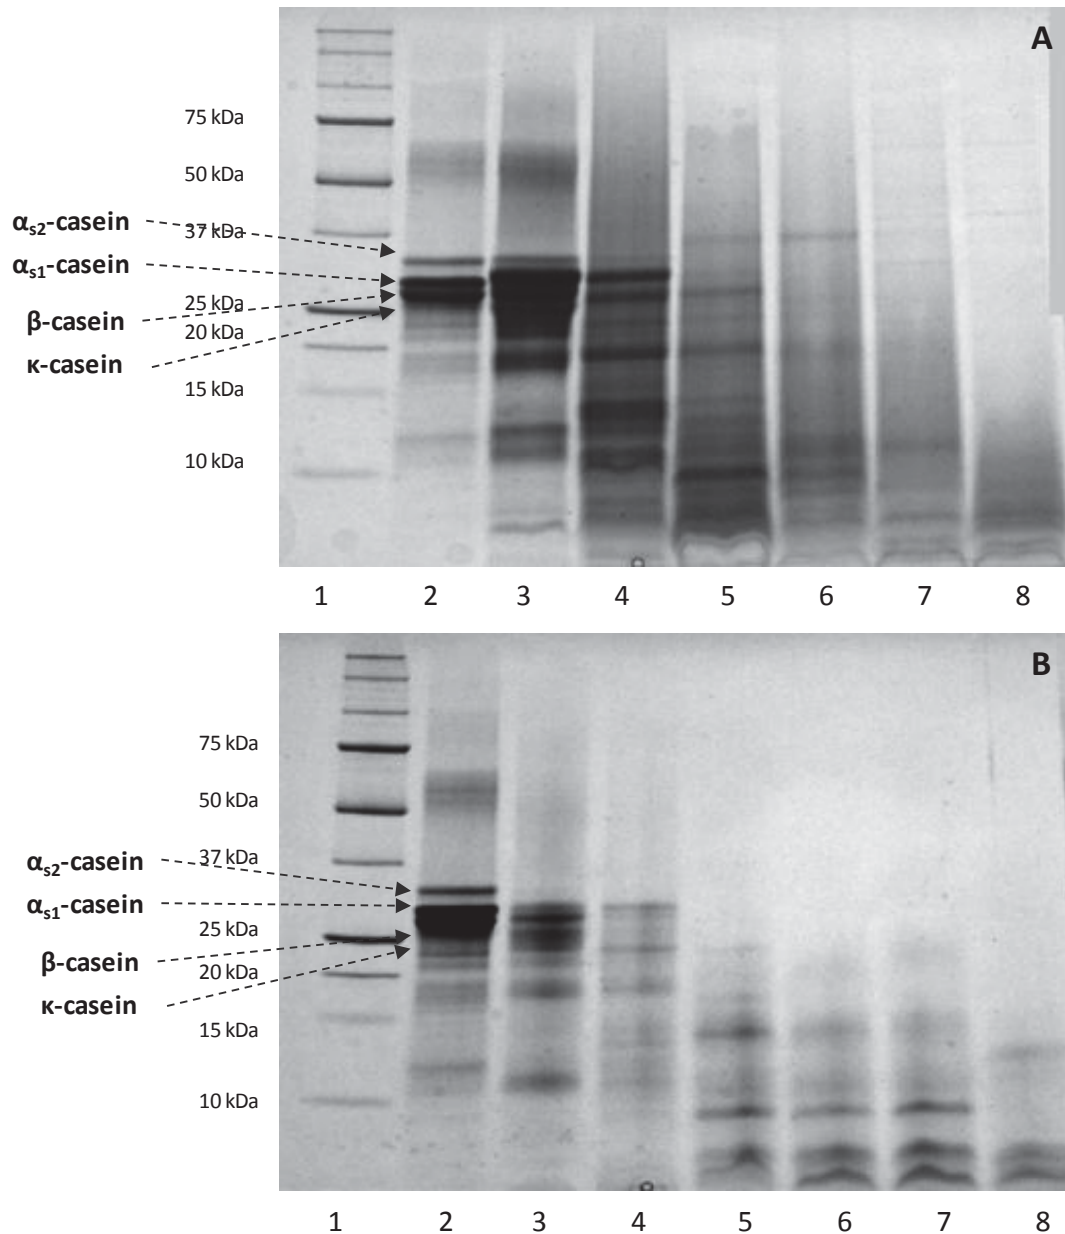 A
75 kDa
50 kDa
αs2-casein
37 kDa
αs1-casein
25 kDa
β-casein
20 kDa
κ-casein
15 kDa
10 kDa
1 2 3 4 5 6 7 8
B
75 kDa
50 kDa
αs2-casein
37 kDa
αs1-casein
25 kDa
β-casein
20 kDa
κ-casein
15 kDa
10 kDa
1 2 3 4 5 6 7 8